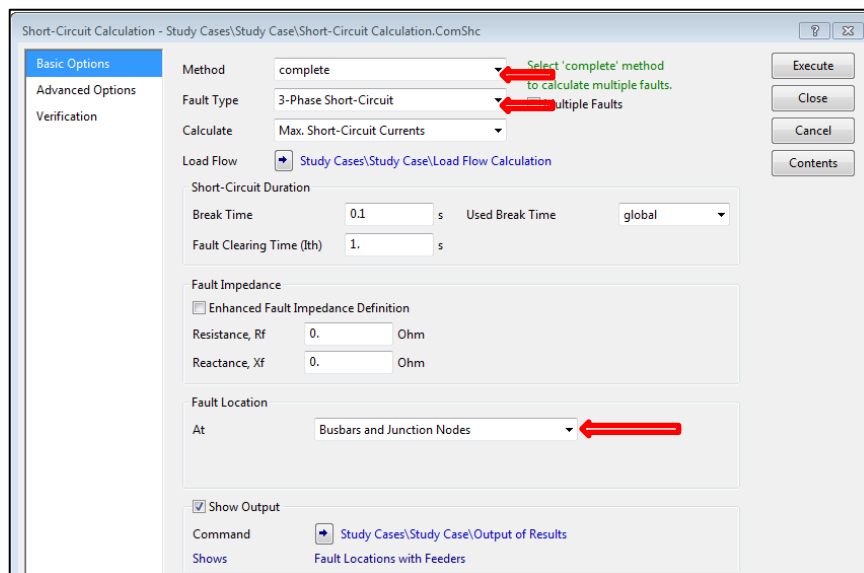 Short-Circuit Calculation - Study Cases\Study Case\Short-Circuit Calculation.ComShc
Basic Options
Advanced Options
Verification
Method complete
Select 'complete' method
to calculate multiple faults.
Fault Type 3-Phase Short-Circuit
Multiple Faults
Calculate Max. Short-Circuit Currents
Load Flow Study Cases\Study Case\Load Flow Calculation
Short-Circuit Duration
Break Time 0.1 s Used Break Time global
Fault Clearing Time (Ith) 1. s
Fault Impedance
Enhanced Fault Impedance Definition
Resistance, Rf 0. Ohm
Reactance, Xf 0. Ohm
Fault Location
At Busbars and Junction Nodes
Show Output
Command Study Cases\Study Case\Output of Results
Shows Fault Locations with Feeders
Execute
Close
Cancel
Contents